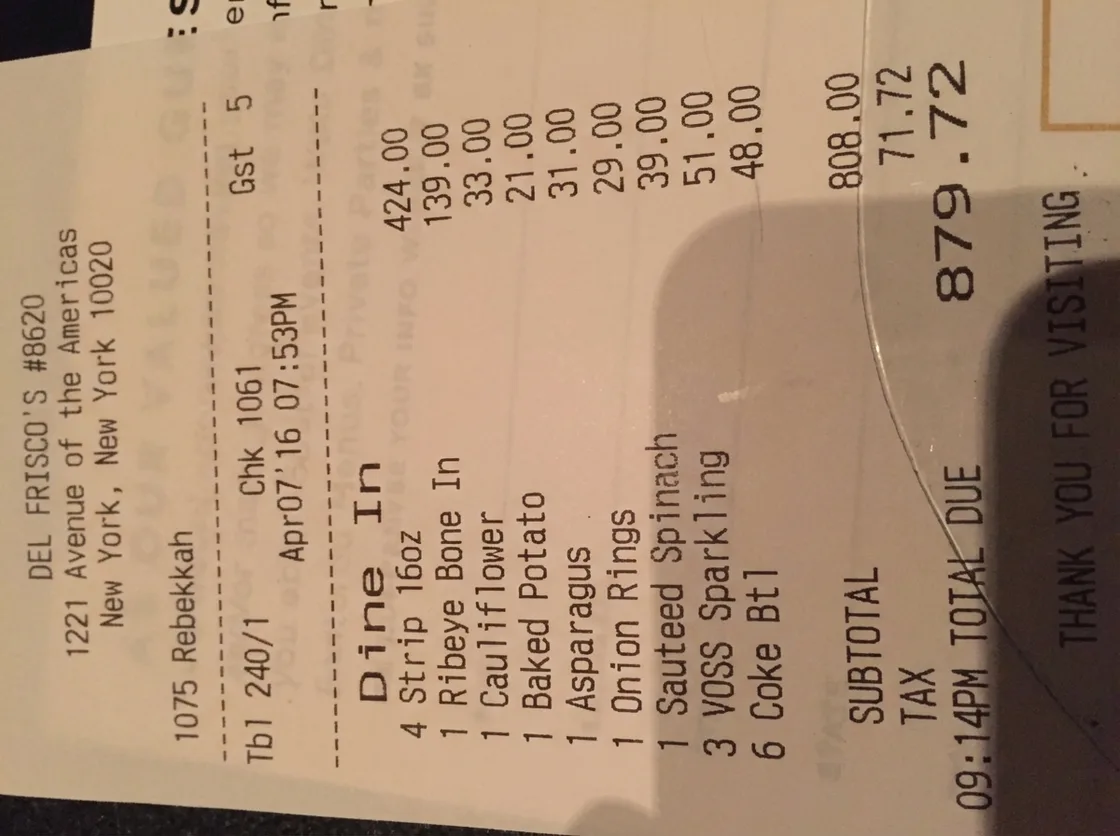 DEL FRISCO'S #8620
1221 Avenue of the Americas
New York, New York 10020
1075 Rebekkah
Tbl 240/1 Chk 1061 Gst 5
Apr07'16 07:53PM
Dine In
4 Strip 16oz 424.00
1 Ribeye Bone In 139.00
1 Cauliflower 33.00
1 Baked Potato 21.00
1 Asparagus 31.00
1 Onion Rings 29.00
1 Sauteed Spinach 39.00
3 VOSS Sparkling 51.00
6 Coke Btl 48.00
SUBTOTAL 808.00
TAX 71.72
09:14PM TOTAL DUE 879.72
THANK YOU FOR VISITING